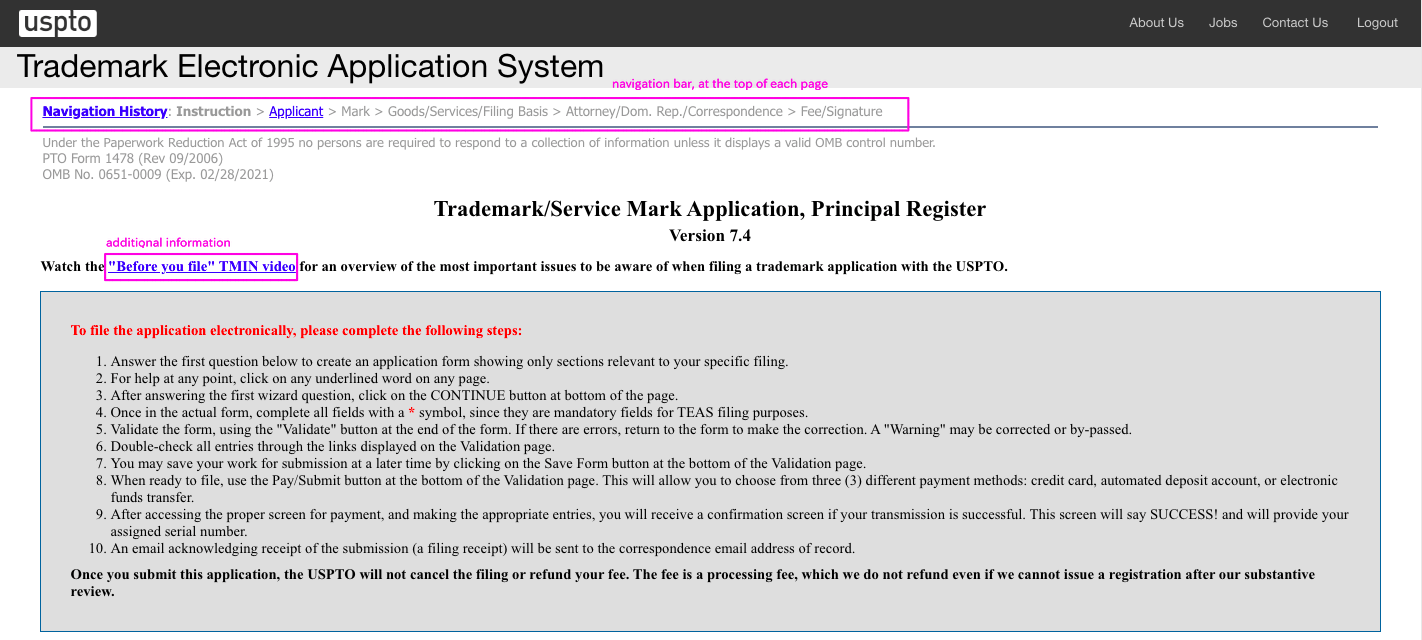 uspto
About Us Jobs Contact Us Logout
Trademark Electronic Application System
navigation bar, at the top of each page
Navigation History: Instruction > Applicant > Mark > Goods/Services/Filing Basis > Attorney/Dom. Rep./Correspondence > Fee/Signature
Under the Paperwork Reduction Act of 1995 no persons are required to respond to a collection of information unless it displays a valid OMB control number.
PTO Form 1478 (Rev 09/2006)
OMB No. 0651-0009 (Exp. 02/28/2021)
Trademark/Service Mark Application, Principal Register
Version 7.4
additional information
Watch the "Before you file" TMIN video for an overview of the most important issues to be aware of when filing a trademark application with the USPTO.
To file the application electronically, please complete the following steps:
1. Answer the first question below to create an application form showing only sections relevant to your specific filing.
2. For help at any point, click on any underlined word on any page.
3. After answering the first wizard question, click on the CONTINUE button at bottom of the page.
4. Once in the actual form, complete all fields with a * symbol, since they are mandatory fields for TEAS filing purposes.
5. Validate the form, using the "Validate" button at the end of the form. If there are errors, return to the form to make the correction. A "Warning" may be corrected or by-passed.
6. Double-check all entries through the links displayed on the Validation page.
7. You may save your work for submission at a later time by clicking on the Save Form button at the bottom of the Validation page.
8. When ready to file, use the Pay/Submit button at the bottom of the Validation page. This will allow you to choose from three (3) different payment methods: credit card, automated deposit account, or electronic
funds transfer.
9. After accessing the proper screen for payment, and making the appropriate entries, you will receive a confirmation screen if your transmission is successful. This screen will say SUCCESS! and will provide your
assigned serial number.
10. An email acknowledging receipt of the submission (a filing receipt) will be sent to the correspondence email address of record.
Once you submit this application, the USPTO will not cancel the filing or refund your fee. The fee is a processing fee, which we do not refund even if we cannot issue a registration after our substantive
review.